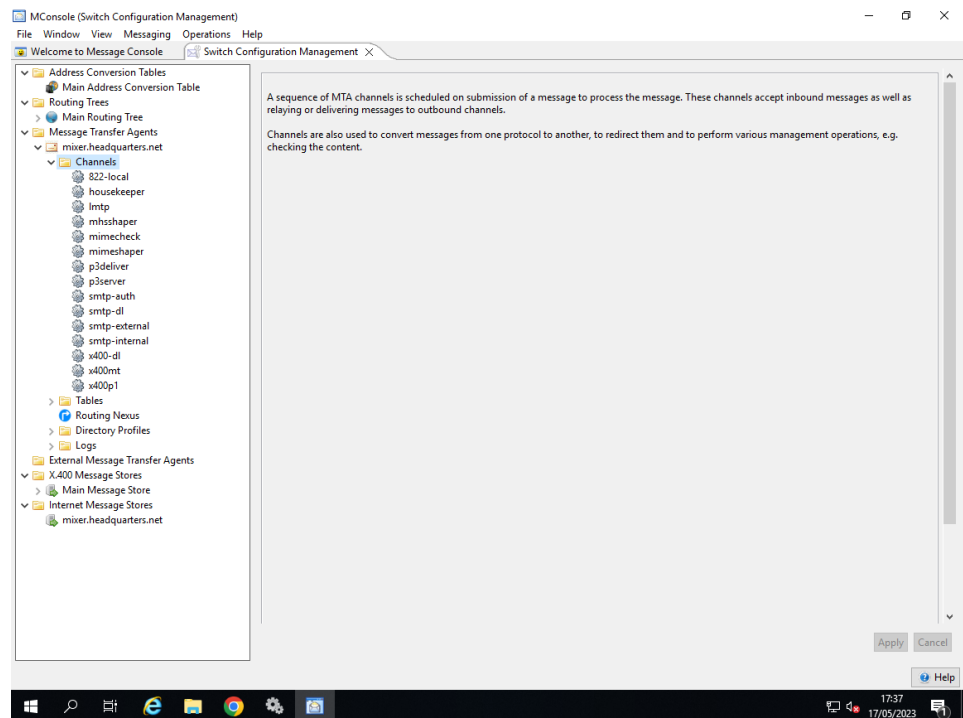 MConsole (Switch Configuration Management)
File Window View Messaging Operations Help
Welcome to Message Console
Switch Configuration Management
Address Conversion Tables
Main Address Conversion Table
Routing Trees
Main Routing Tree
Message Transfer Agents
mixer.headquarters.net
Channels
822-local
housekeeper
lmtp
mhsshaper
mimecheck
mimeshaper
p3deliver
p3server
smtp-auth
smtp-dl
smtp-external
smtp-internal
x400-dl
x400mt
x400p1
Tables
Routing Nexus
Directory Profiles
Logs
External Message Transfer Agents
X.400 Message Stores
Main Message Store
Internet Message Stores
mixer.headquarters.net
A sequence of MTA channels is scheduled on submission of a message to process the message. These channels accept inbound messages as well as
relaying or delivering messages to outbound channels.
Channels are also used to convert messages from one protocol to another, to redirect them and to perform various management operations, e.g.
checking the content.
Apply Cancel
Help
17:37
17/05/2023
1